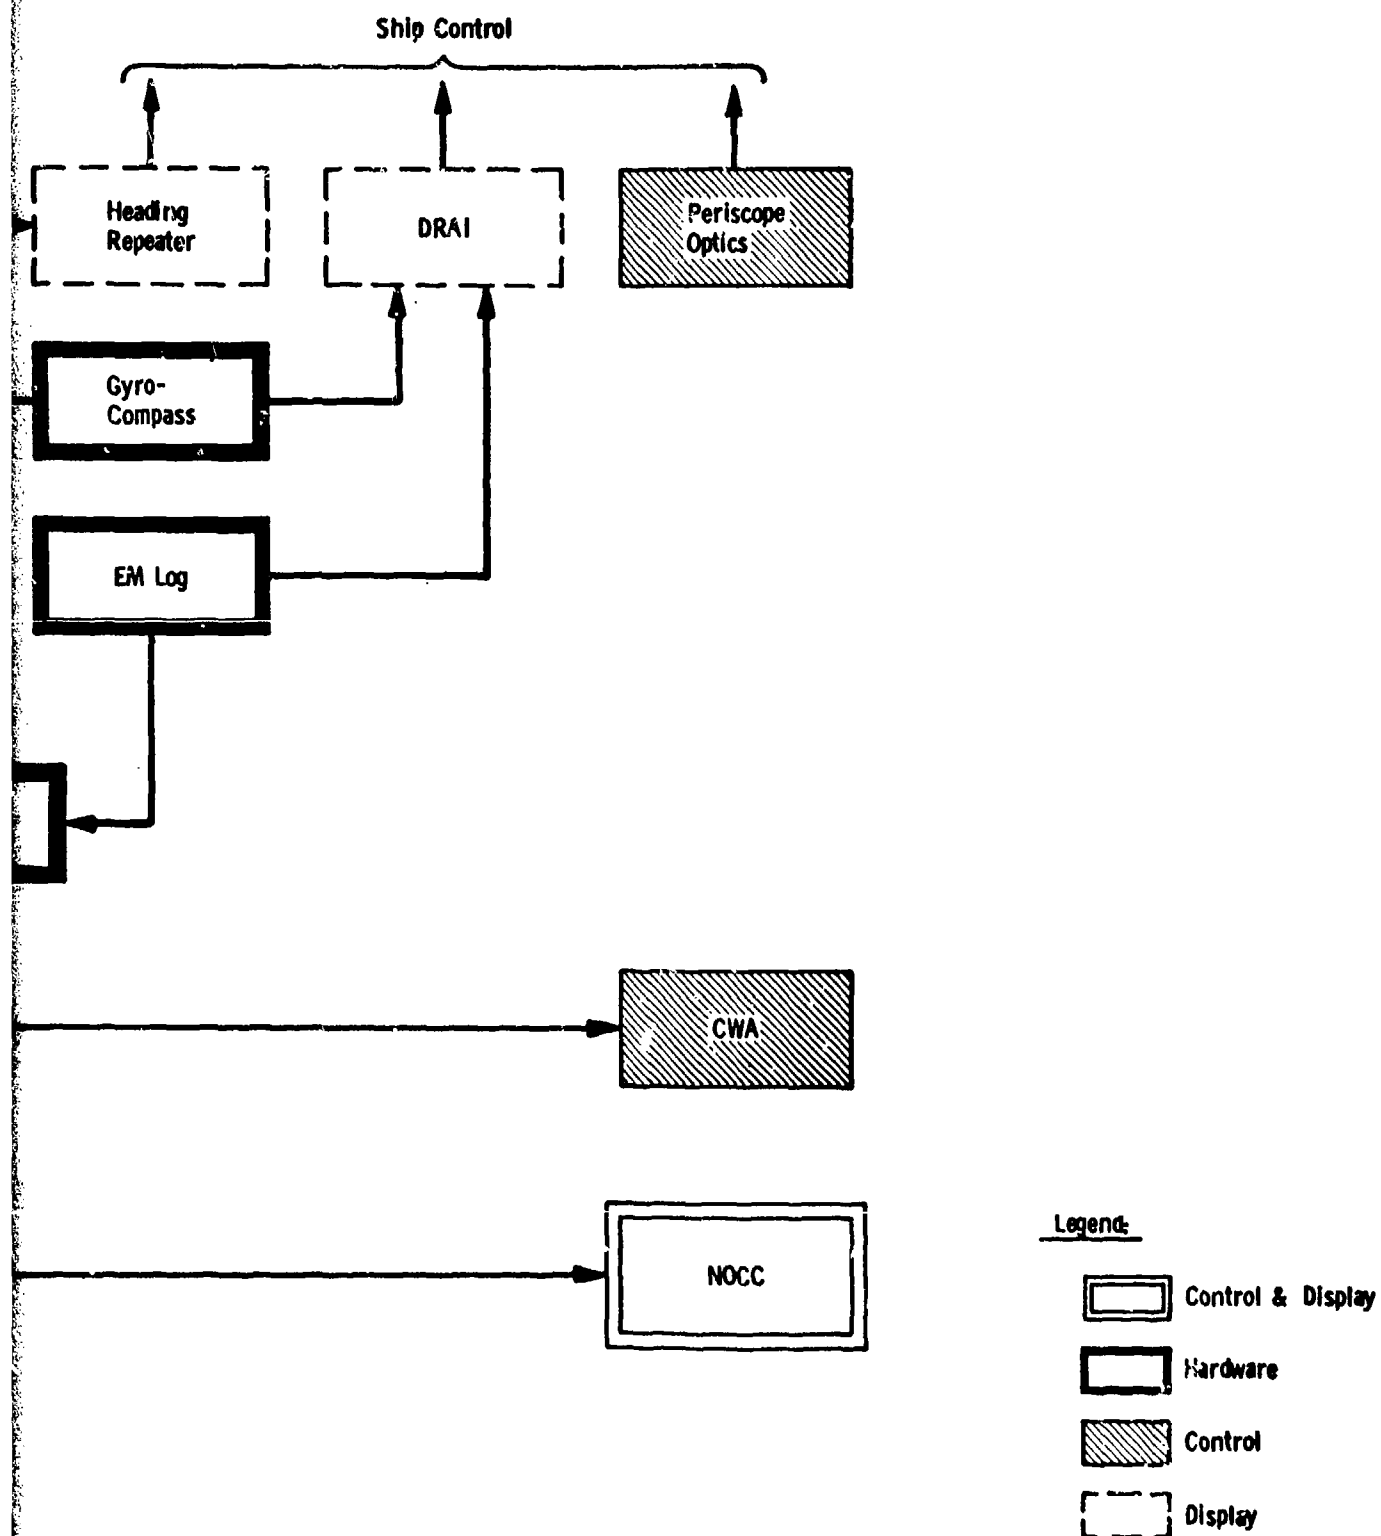 Ship Control
Heading
Repeater
DRAI
Periscope
Optics
Gyro-
Compass
EM Log
CWA
NOCC
Legend:
Control & Display
Hardware
Control
Display